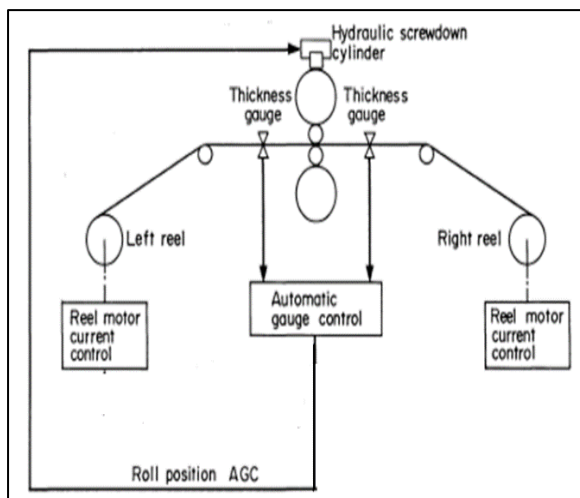 Hydraulic screwdown
cylinder
Thickness
gauge
Thickness
gauge
Left reel
Right reel
Automatic
gauge control
Reel motor
current
control
Reel motor
current
control
Roll position AGC